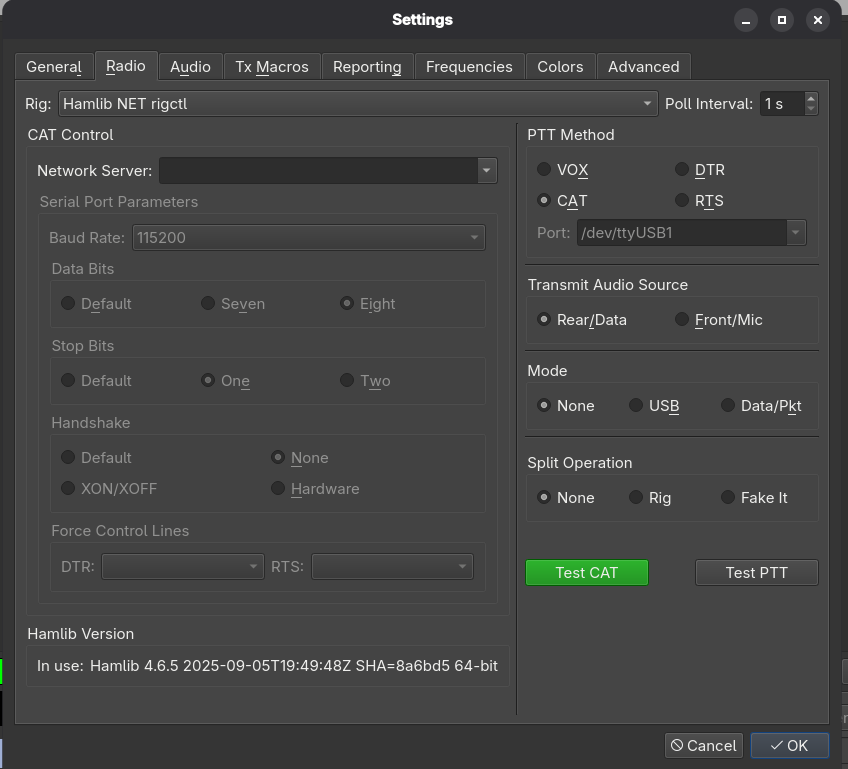 Settings
General Radio Audio Tx Macros Reporting Frequencies Colors Advanced
Rig: Hamlib NET rigctl Poll Interval: 1 s
CAT Control
Network Server:
Serial Port Parameters
Baud Rate: 115200
Data Bits
Default Seven Eight
Stop Bits
Default One Two
Handshake
Default None
XON/XOFF Hardware
Force Control Lines
DTR: RTS:
Hamlib Version
In use: Hamlib 4.6.5 2025-09-05T19:49:48Z SHA=8a6bd5 64-bit
PTT Method
VOX DTR
CAT RTS
Port: /dev/ttyUSB1
Transmit Audio Source
Rear/Data Front/Mic
Mode
None USB Data/Pkt
Split Operation
None Rig Fake It
Test CAT Test PTT
Cancel OK